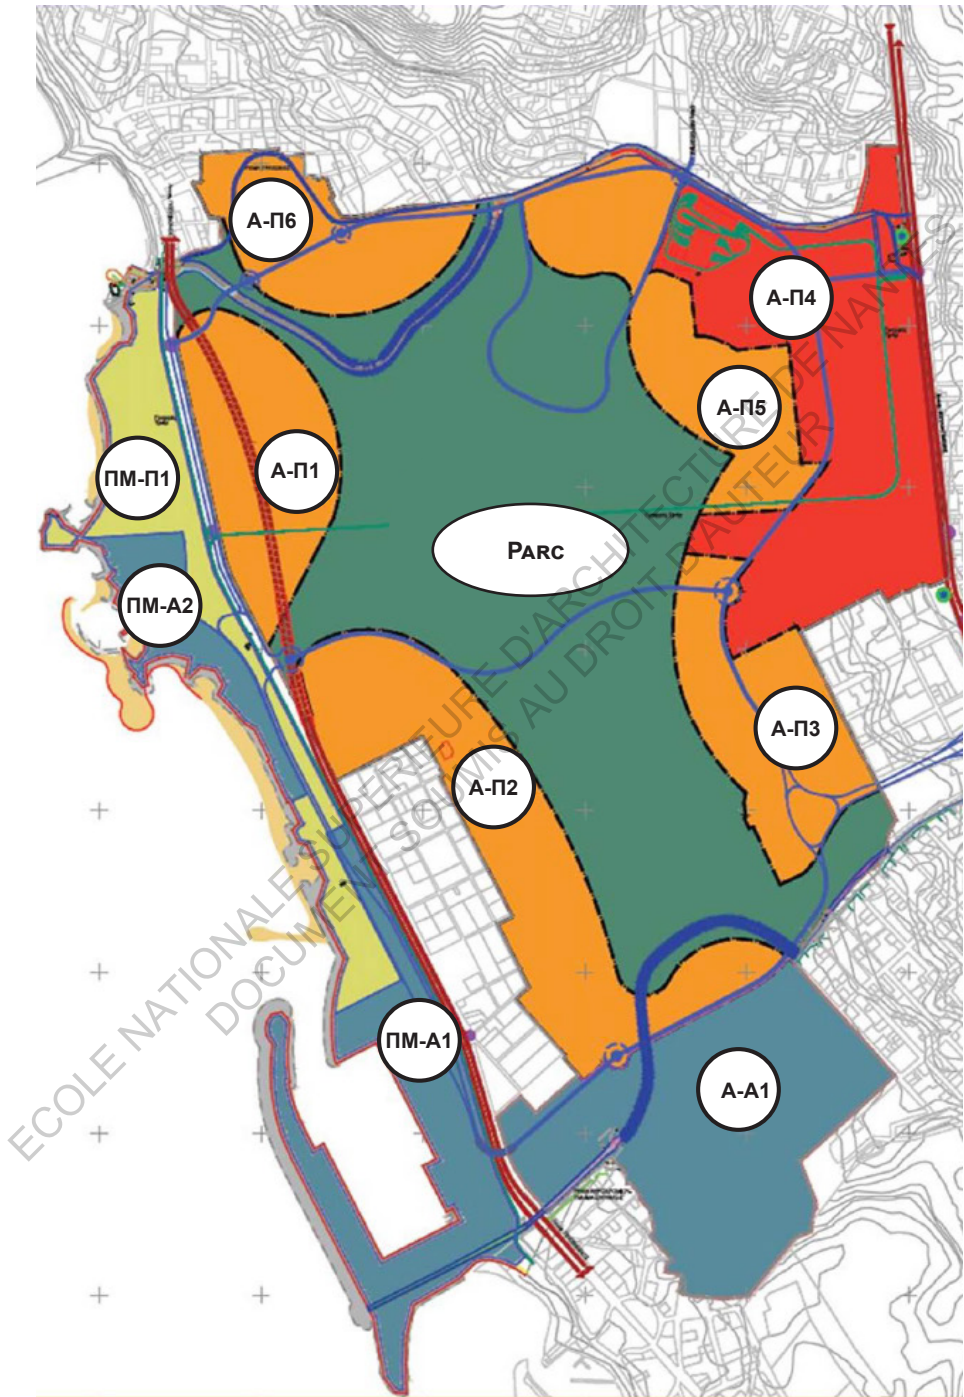 А-П6
А-П4
А-П5
А-П1
ПМ-П1
PARC
ПМ-А2
А-П3
А-П2
ПМ-А1
А-А1
ECOLE NATIONALE SUPERIEURE D'ARCHITECTURE DE NANTES
DOCUMENT SOUMIS AU DROIT D'AUTEUR